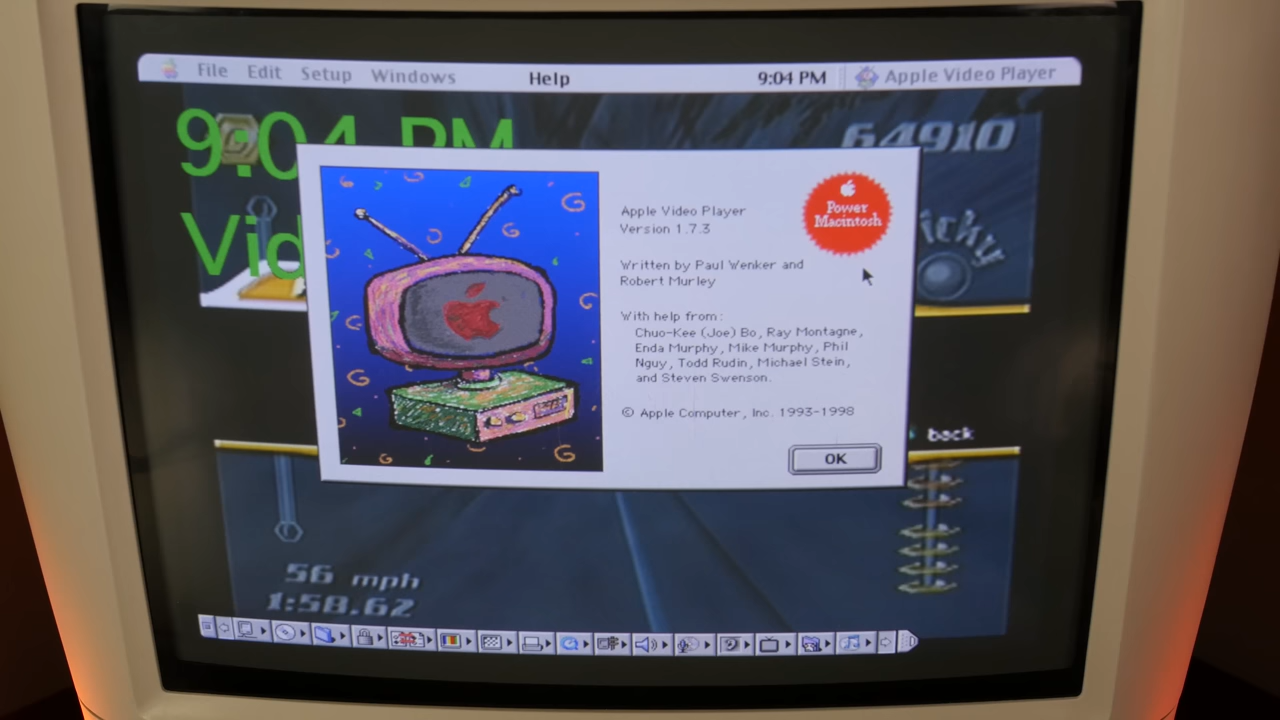 File Edit Setup Windows Help 9:04 PM Apple Video Player
9:04 PM
64910
Vid
icky
Power
Macintosh
Apple Video Player
Version 1.7.3
Written by Paul Wenker and
Robert Murley
With help from:
Chuo-Kee (Joe) Bo, Ray Montagne,
Enda Murphy, Mike Murphy, Phil
Nguy, Todd Rudin, Michael Stein,
and Steven Swenson.
© Apple Computer, Inc. 1993-1998
OK
back
56 mph
1:58.62